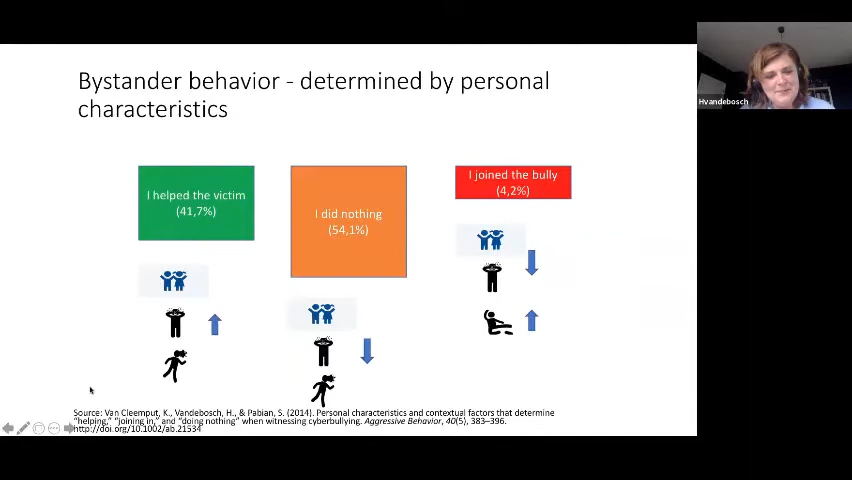 Bystander behavior - determined by personal
characteristics
Hvandebosch
I helped the victim
(41,7%)
I did nothing
(54,1%)
I joined the bully
(4,2%)
Source: Van Cleemput, K., Vandebosch, H., & Pabian, S. (2014). Personal characteristics and contextual factors that determine
“helping,” “joining in,” and “doing nothing” when witnessing cyberbullying. Aggressive Behavior, 40(5), 383–396.
http://doi.org/10.1002/ab.21534